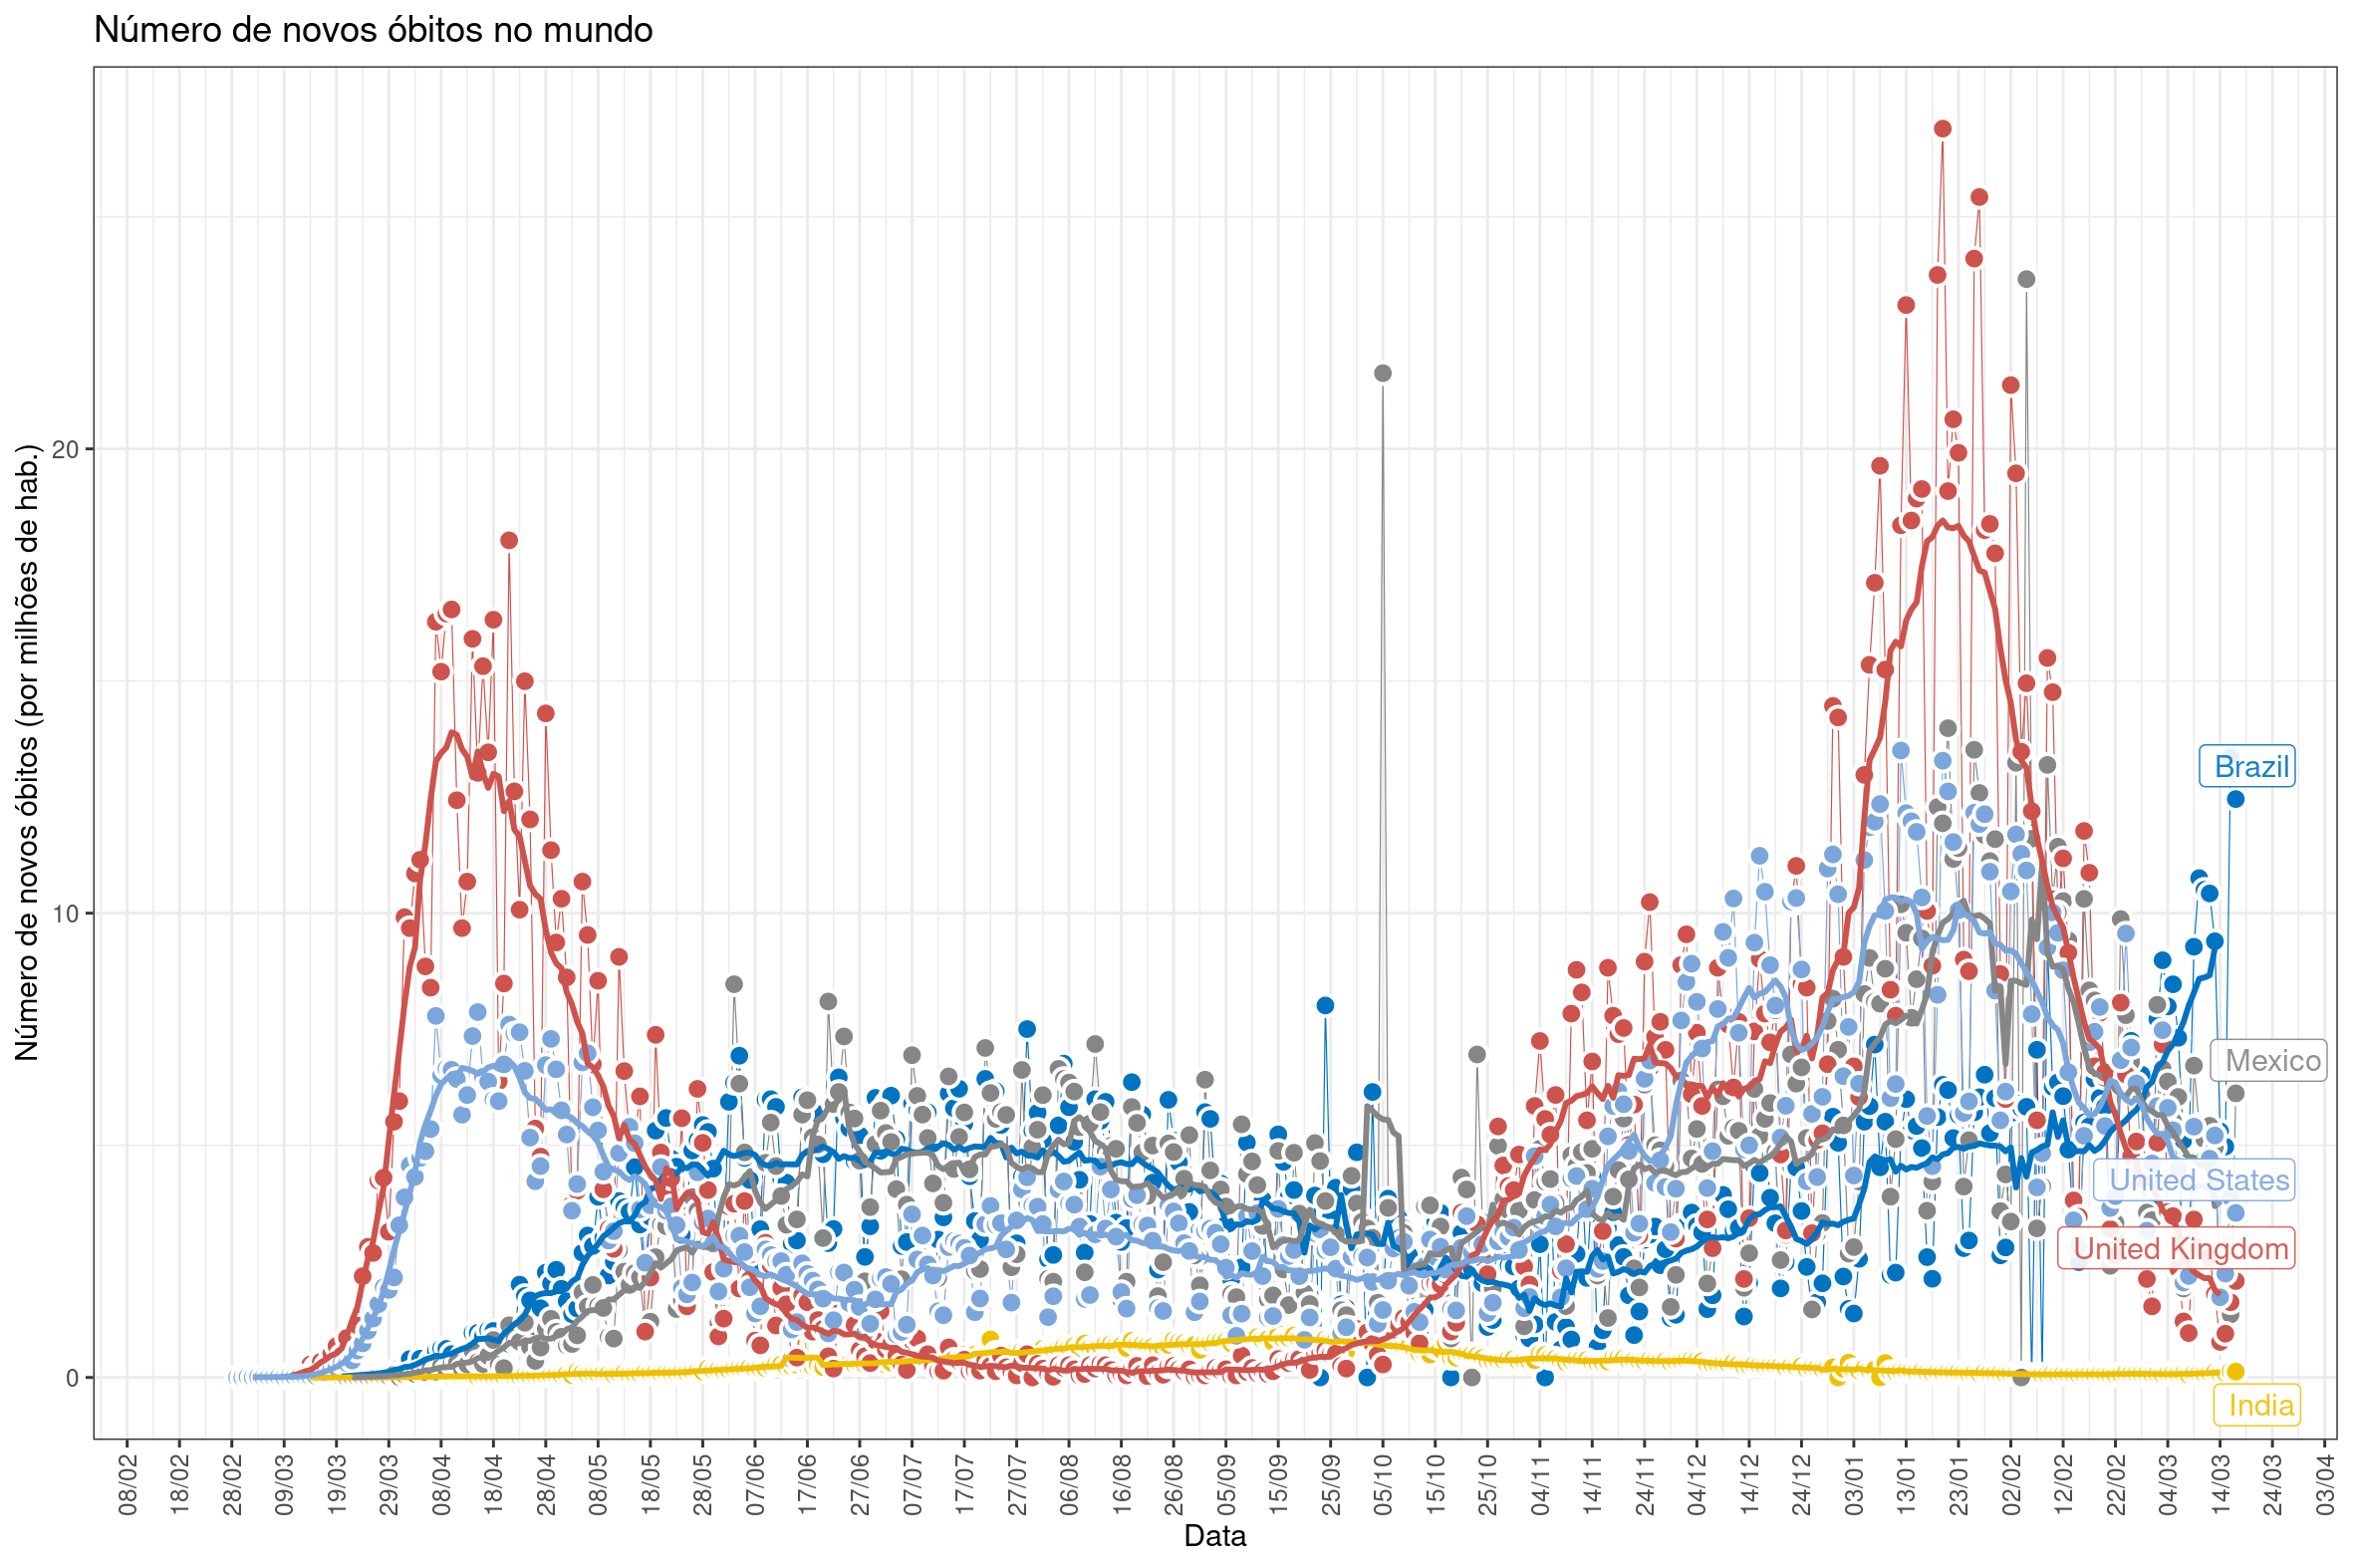 Número de novos óbitos no mundo
Número de novos óbitos (por milhões de hab.)
20
10
0
Brazil
Mexico
United States
United Kingdom
India
08/02 18/02 28/02 09/03 19/03 29/03 08/04 18/04 28/04 08/05 18/05 28/05 07/06 17/06 27/06 07/07 17/07 27/07 06/08 16/08 26/08 05/09 15/09 25/09 05/10 15/10 25/10 04/11 14/11 24/11 04/12 14/12 24/12 03/01 13/01 23/01 02/02 12/02 22/02 04/03 14/03 24/03 03/04
Data